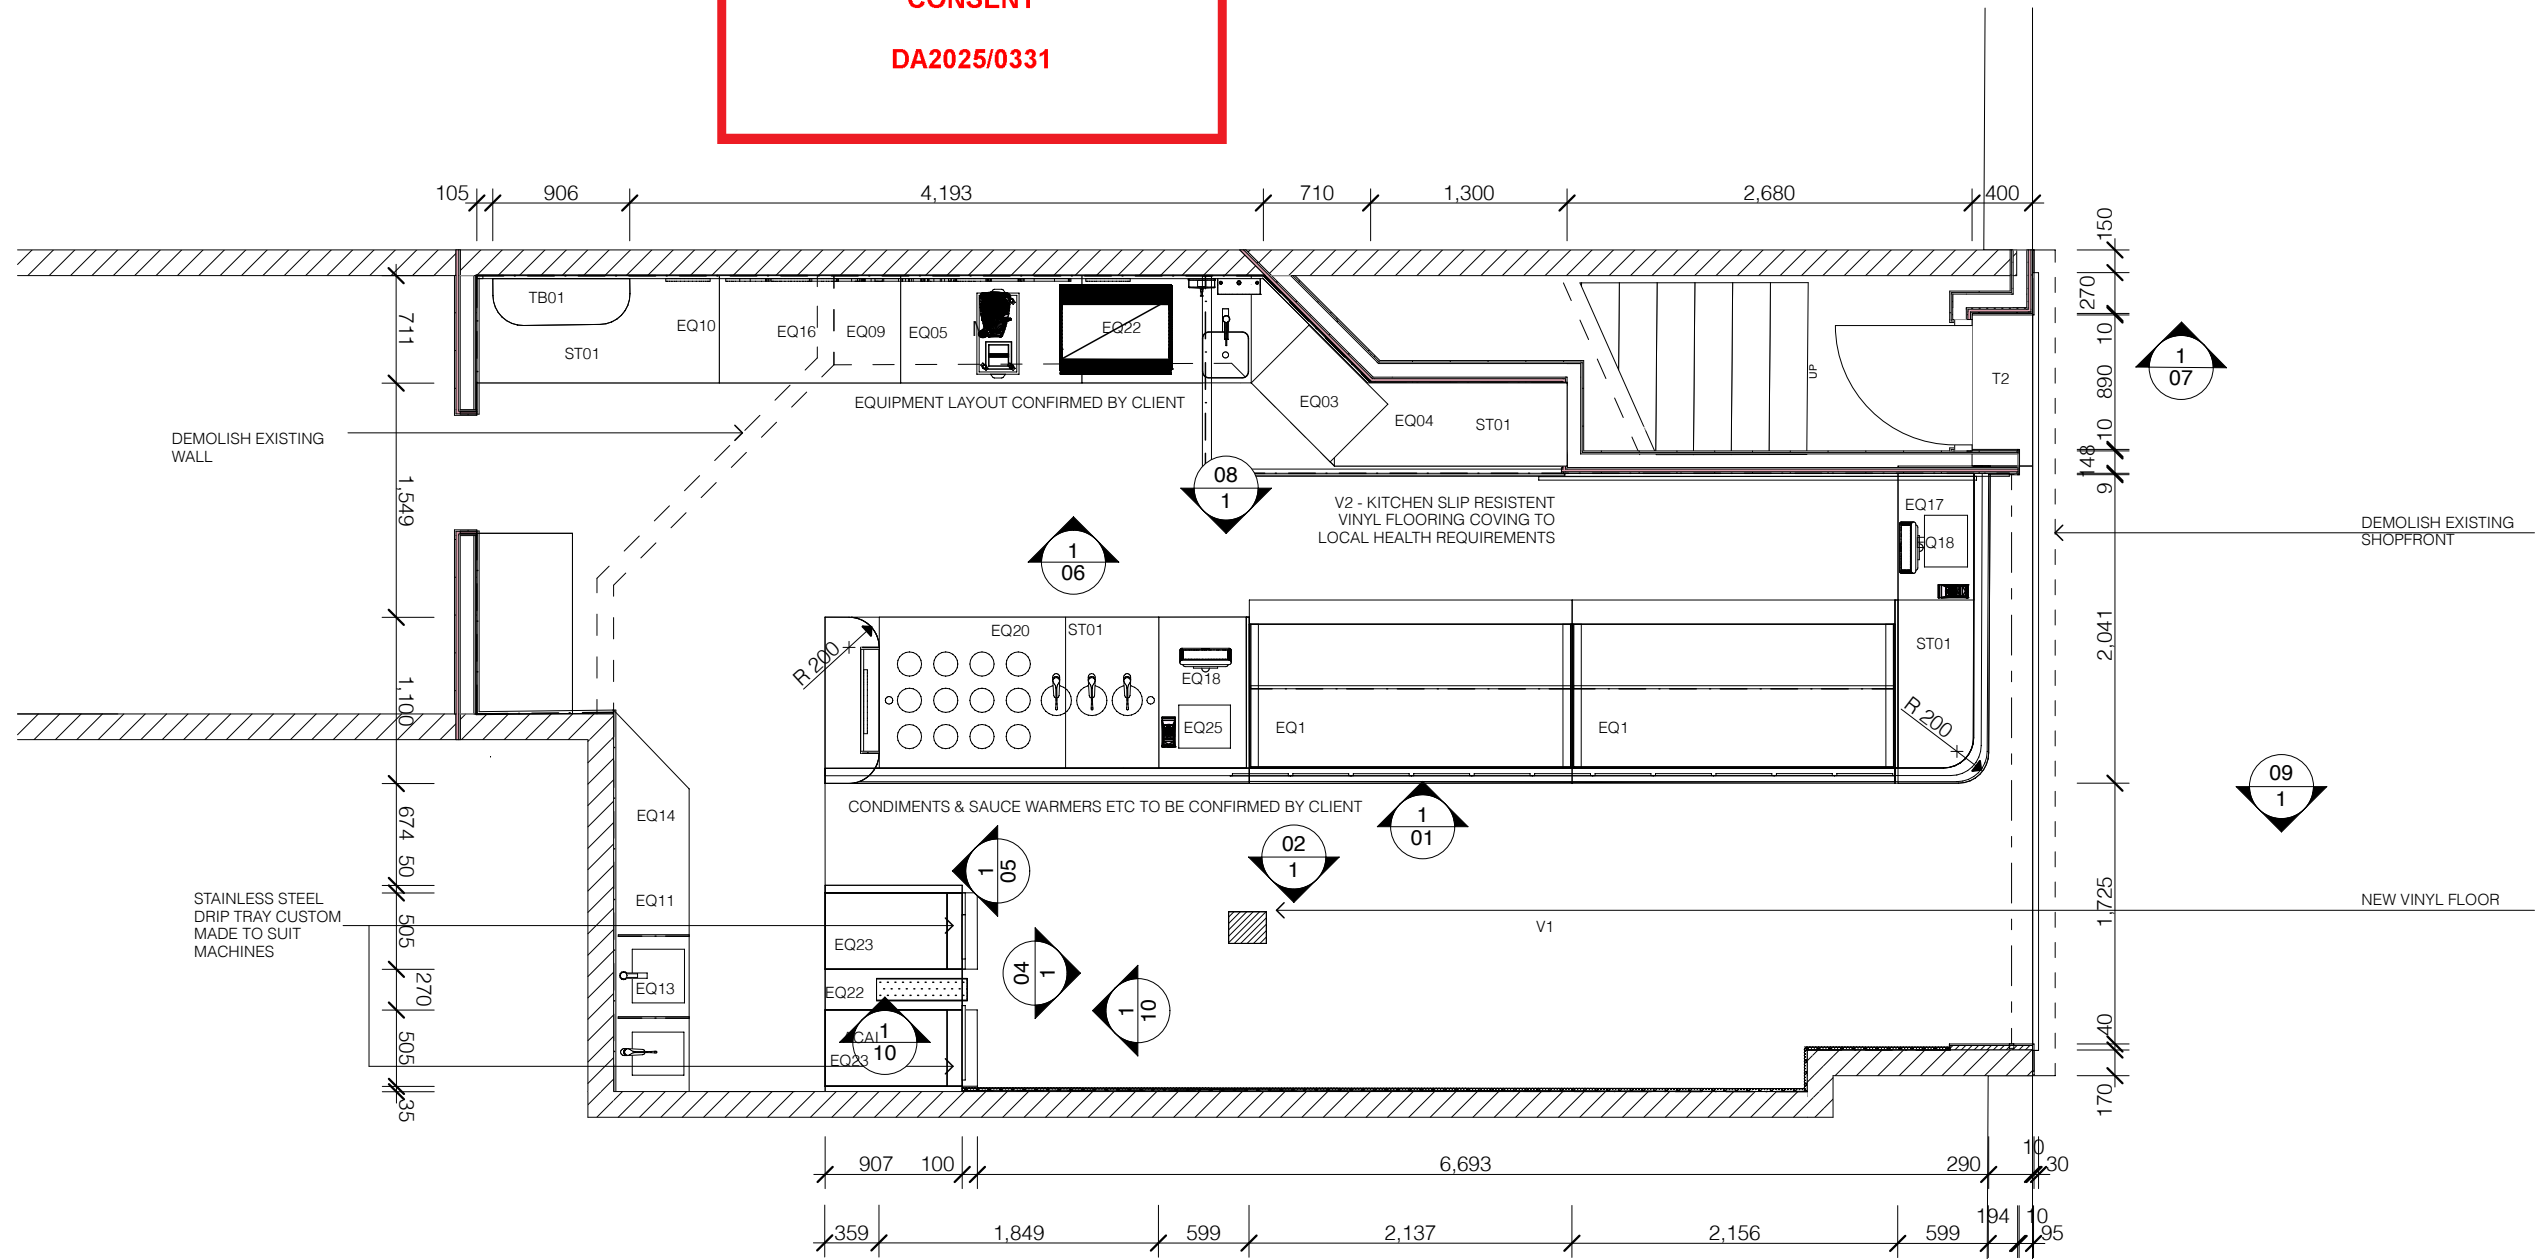 CONSENT
DA2025/0331
105 906 4,193 710 1,300 2,680 400
150
270
10
890
10
148
9
2,041
1,725
40
170
711
1,549
1,100
674
50
505
270
505
35
TB01
ST01
EQ10
EQ16
EQ09
EQ05
EQ22
EQUIPMENT LAYOUT CONFIRMED BY CLIENT
EQ03
EQ04
ST01
UP
T2
1
07
DEMOLISH EXISTING
WALL
08
1
V2 - KITCHEN SLIP RESISTENT
VINYL FLOORING COVING TO
LOCAL HEALTH REQUIREMENTS
EQ17
EQ18
DEMOLISH EXISTING
SHOPFRONT
1
06
R 200
EQ20
ST01
EQ18
EQ25
EQ1
EQ1
ST01
R 200
CONDIMENTS & SAUCE WARMERS ETC TO BE CONFIRMED BY CLIENT
1
01
09
1
EQ14
EQ11
EQ13
1
05
02
1
STAINLESS STEEL
DRIP TRAY CUSTOM
MADE TO SUIT
MACHINES
NEW VINYL FLOOR
V1
EQ23
EQ22
04
1
1
10
1
10
EQ23
907 100 6,693 290 10 30
359 1,849 599 2,137 2,156 599 194 10 95